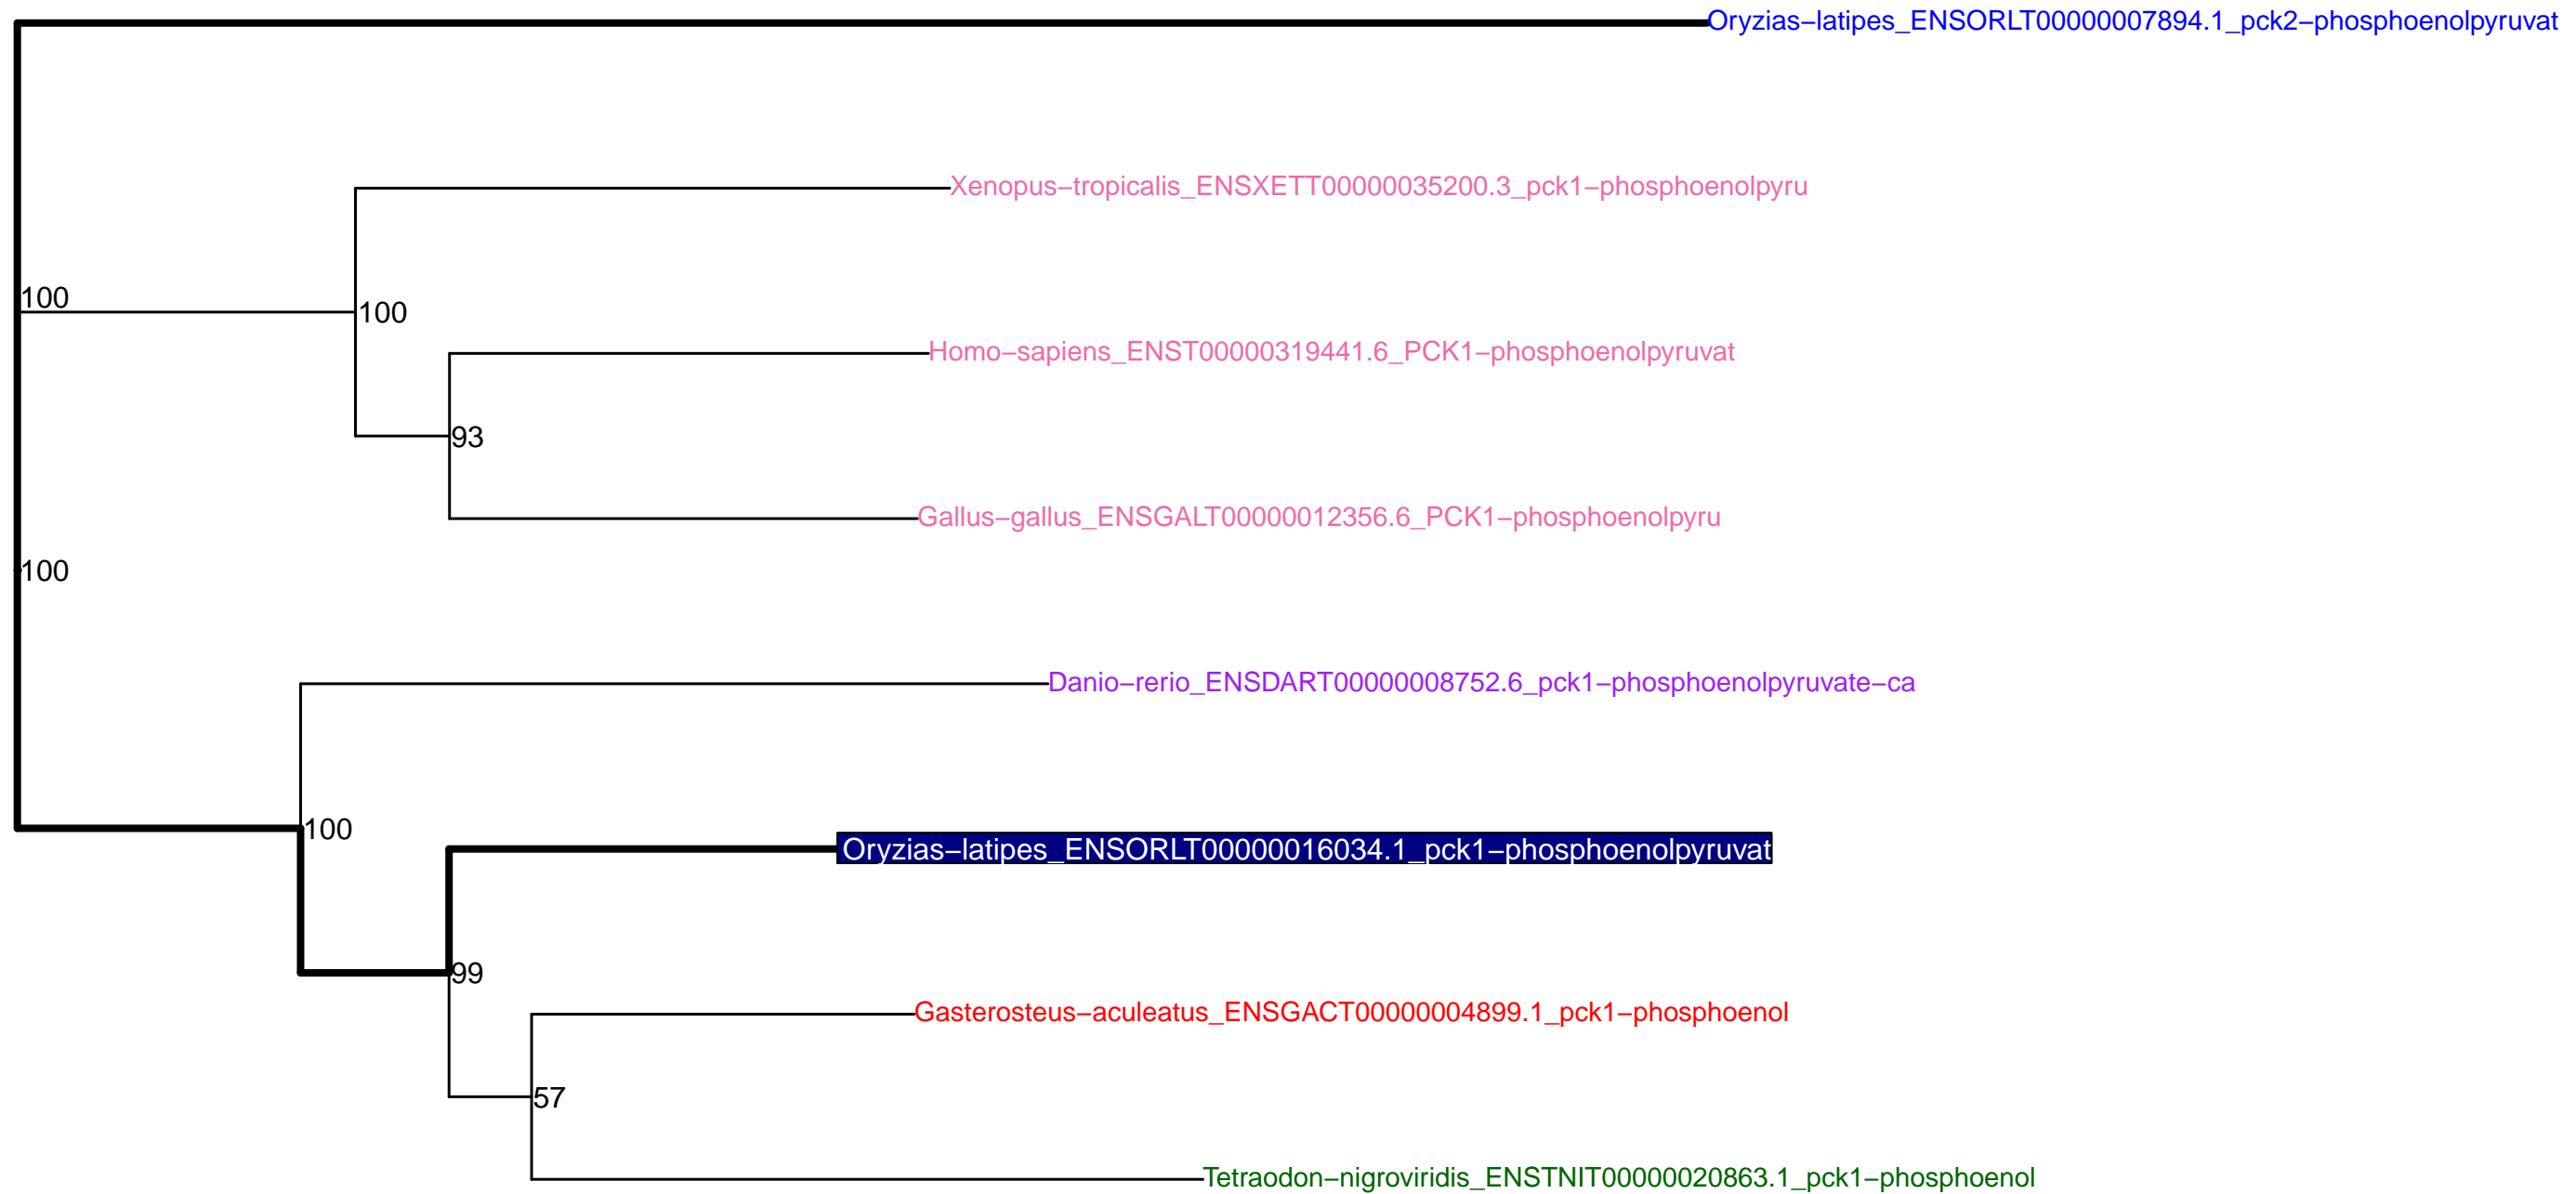 Oryzias−latipes_ENSORLT00000007894.1_pck2−phosphoenolpyruvat
Xenopus−tropicalis_ENSXETT00000035200.3_pck1−phosphoenolpyru
100
100
Homo−sapiens_ENST00000319441.6_PCK1−phosphoenolpyruvat
93
Gallus−gallus_ENSGALT00000012356.6_PCK1−phosphoenolpyru
100
Danio−rerio_ENSDART00000008752.6_pck1−phosphoenolpyruvate−ca
100
Oryzias−latipes_ENSORLT00000016034.1_pck1−phosphoenolpyruvat
99
Gasterosteus−aculeatus_ENSGACT00000004899.1_pck1−phosphoenol
57
Tetraodon−nigroviridis_ENSTNIT00000020863.1_pck1−phosphoenol